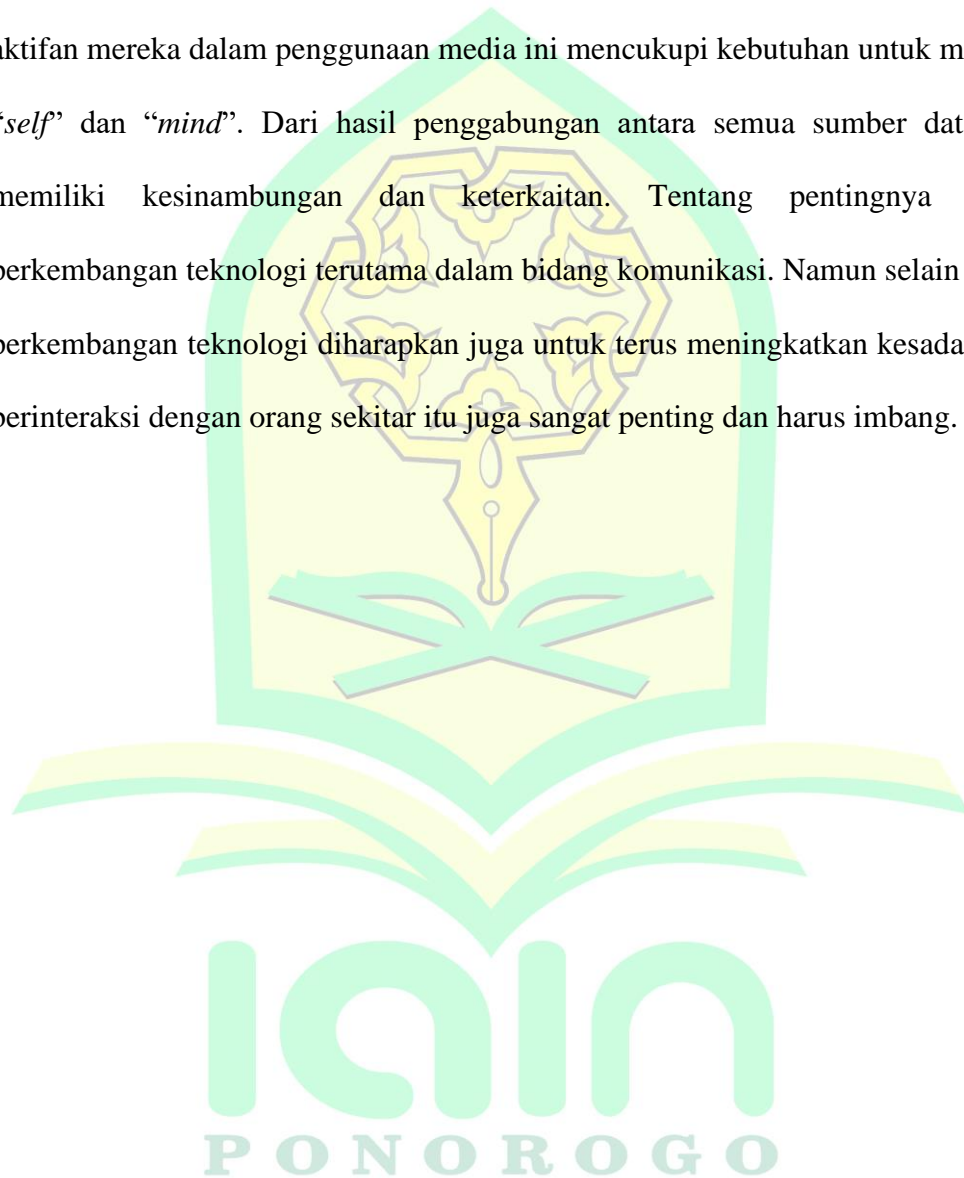 aktifan mereka dalam penggunaan media ini mencukupi kebutuhan untuk m
“self” dan “mind”. Dari hasil penggabungan antara semua sumber dat
memiliki kesinambungan dan keterkaitan. Tentang pentingnya
perkembangan teknologi terutama dalam bidang komunikasi. Namun selain
perkembangan teknologi diharapkan juga untuk terus meningkatkan kesada
berinteraksi dengan orang sekitar itu juga sangat penting dan harus imbang.
iain
PONOROGO